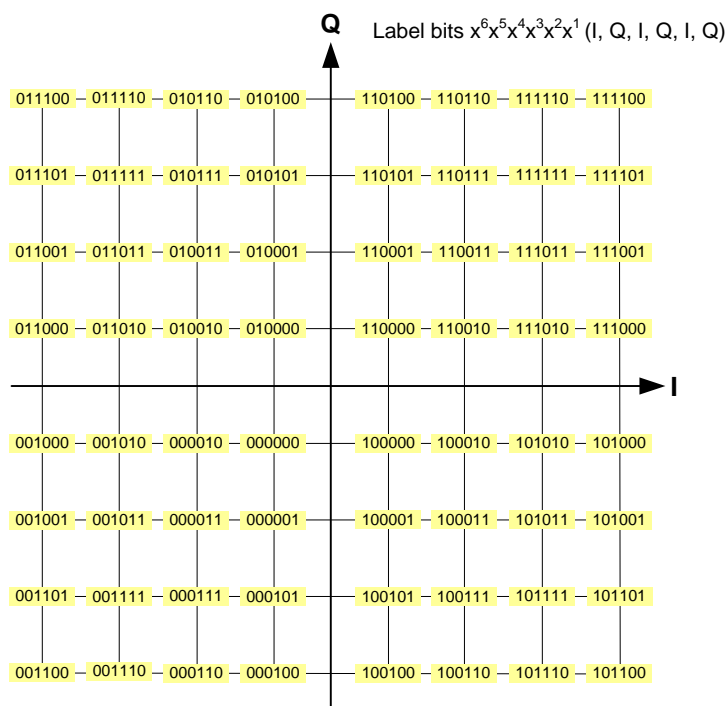 Q
Label bits x⁶x⁵x⁴x³x²x¹ (I, Q, I, Q, I, Q)
011100 011110 010110 010100 110100 110110 111110 111100
011101 011111 010111 010101 110101 110111 111111 111101
011001 011011 010011 010001 110001 110011 111011 111001
011000 011010 010010 010000 110000 110010 111010 111000
I
001000 001010 000010 000000 100000 100010 101010 101000
001001 001011 000011 000001 100001 100011 101011 101001
001101 001111 000111 000101 100101 100111 101111 101101
001100 001110 000110 000100 100100 100110 101110 101100